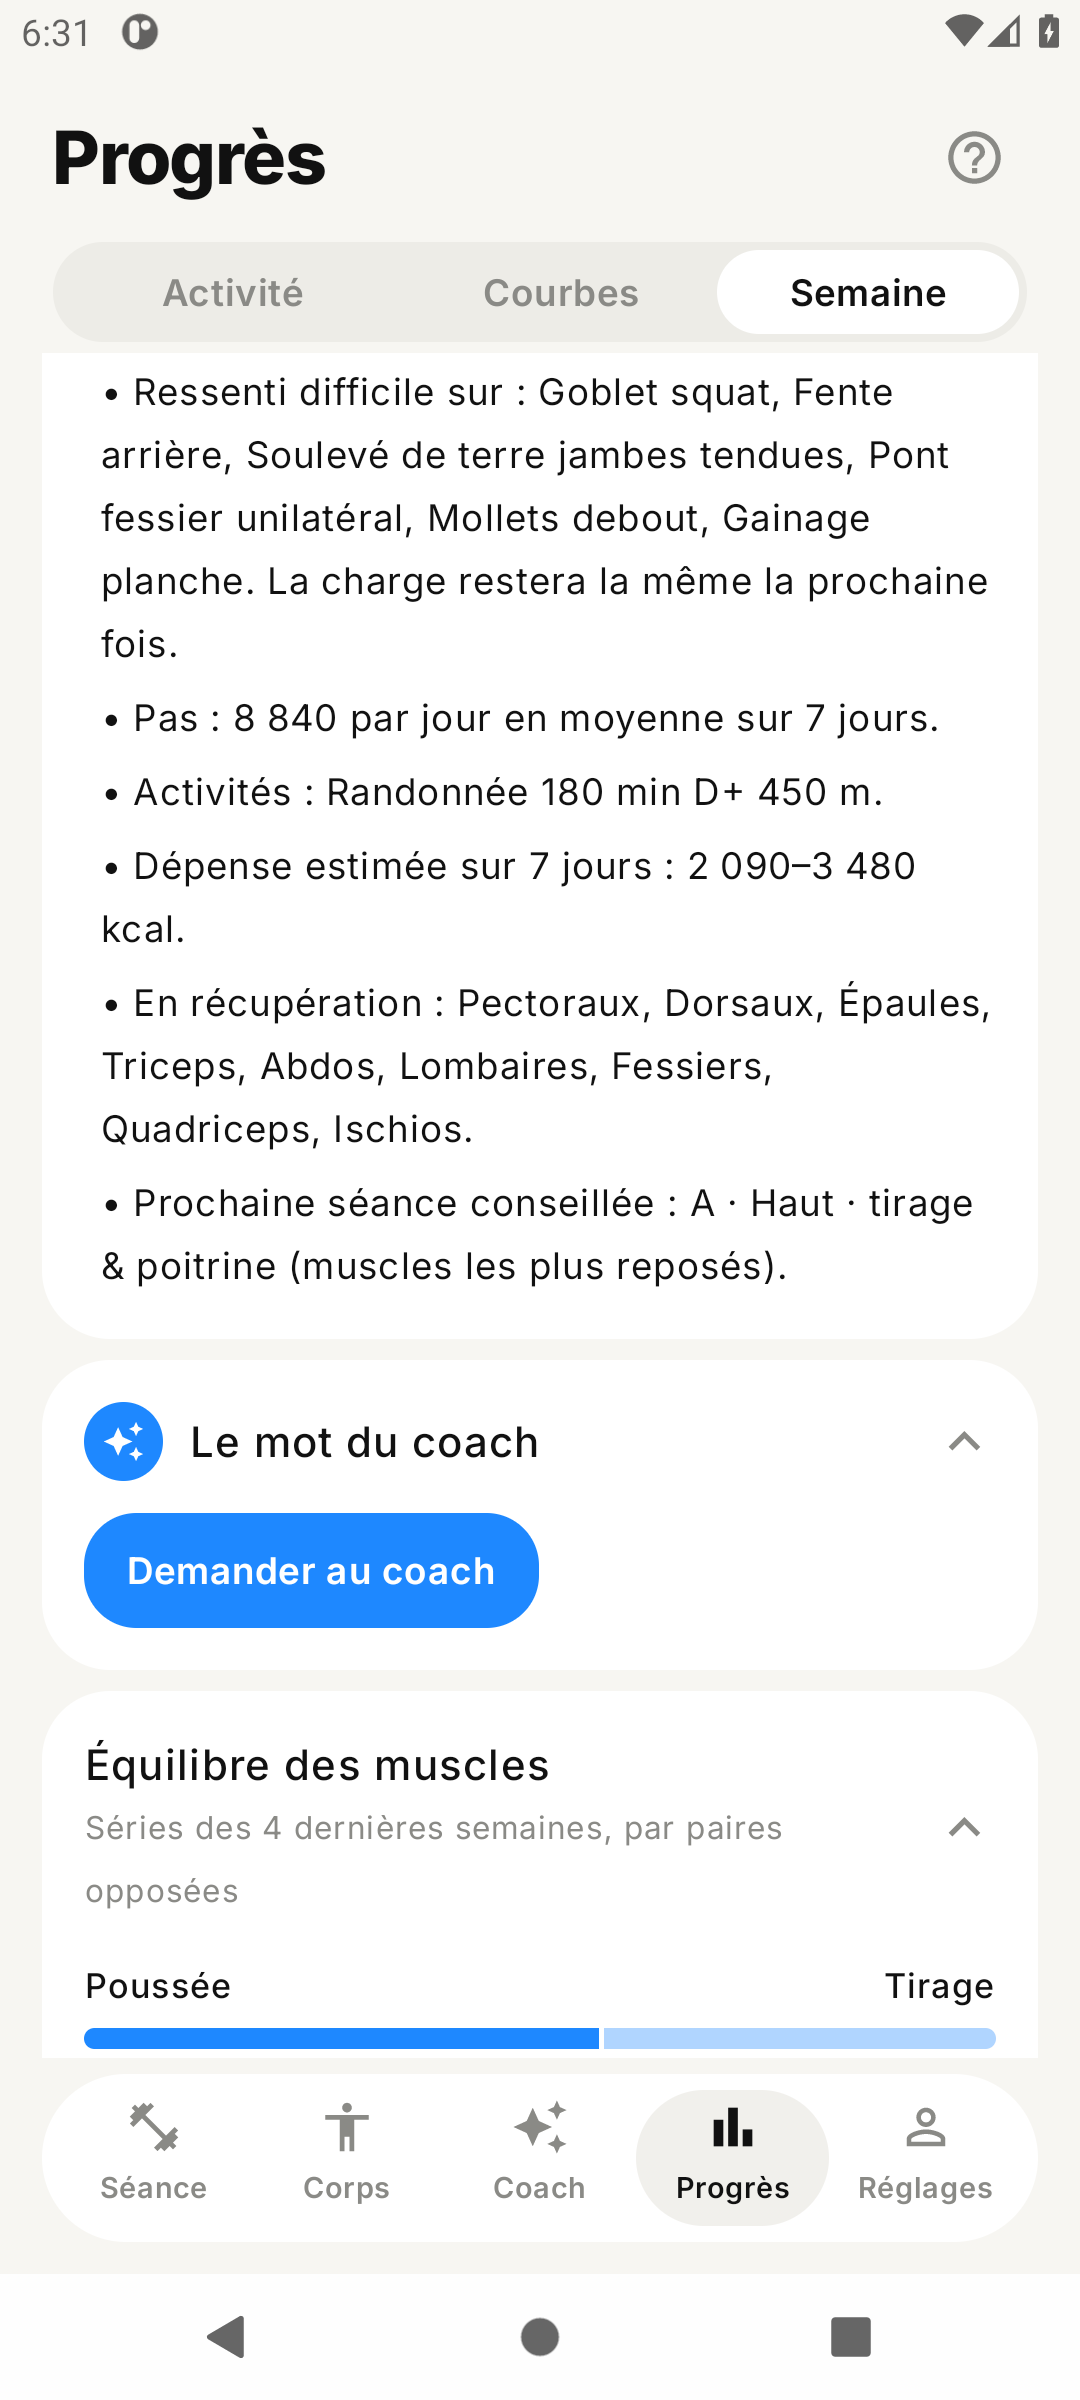 6:31
Progrès
Activité
Courbes
Semaine
• Ressenti difficile sur : Goblet squat, Fente
arrière, Soulevé de terre jambes tendues, Pont
fessier unilatéral, Mollets debout, Gainage
planche. La charge restera la même la prochaine
fois.
• Pas : 8 840 par jour en moyenne sur 7 jours.
• Activités : Randonnée 180 min D+ 450 m.
• Dépense estimée sur 7 jours : 2 090–3 480
kcal.
• En récupération : Pectoraux, Dorsaux, Épaules,
Triceps, Abdos, Lombaires, Fessiers,
Quadriceps, Ischios.
• Prochaine séance conseillée : A · Haut · tirage
& poitrine (muscles les plus reposés).
Le mot du coach
Demander au coach
Équilibre des muscles
Séries des 4 dernières semaines, par paires
opposées
Poussée
Tirage
Séance
Corps
Coach
Progrès
Réglages